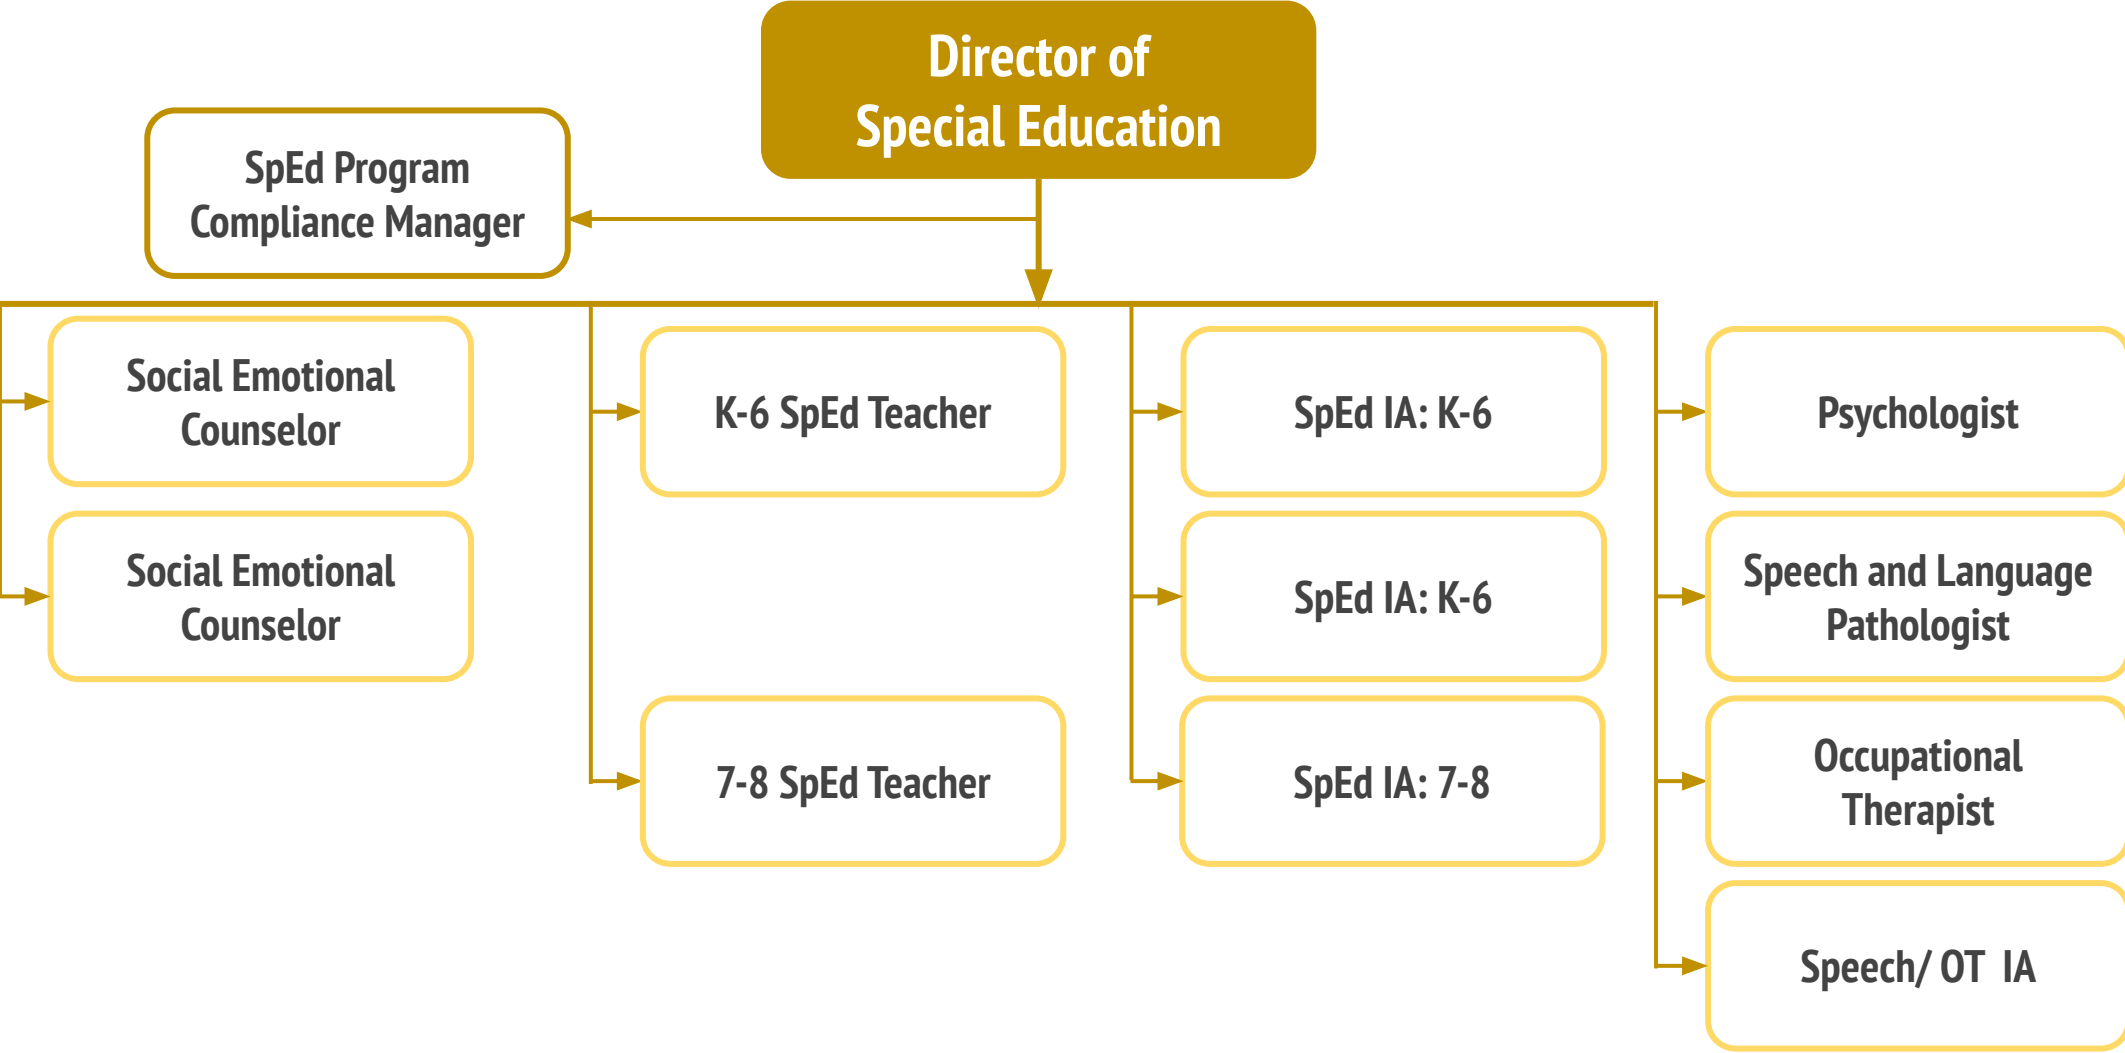 Director of
Special Education
SpEd Program
Compliance Manager
Social Emotional
Counselor
Social Emotional
Counselor
K-6 SpEd Teacher
7-8 SpEd Teacher
SpEd IA: K-6
SpEd IA: K-6
SpEd IA: 7-8
Psychologist
Speech and Language
Pathologist
Occupational
Therapist
Speech/ OT  IA